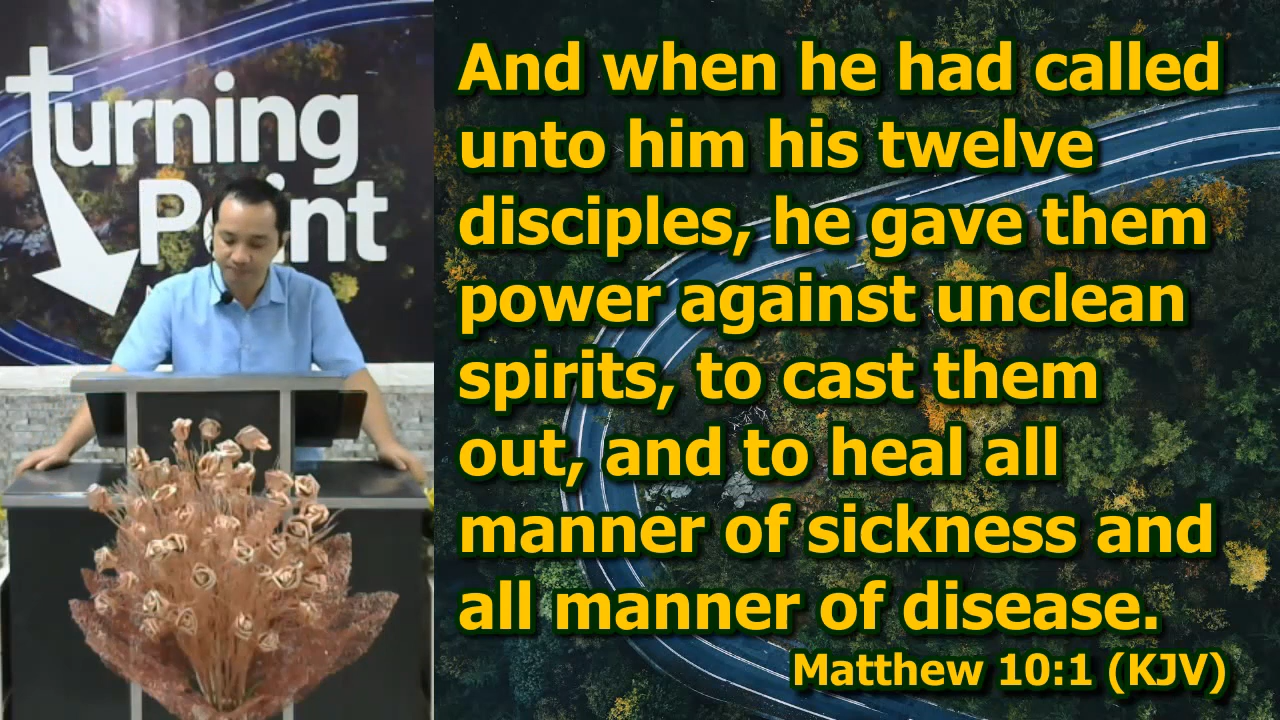 turning
Point
And when he had called
unto him his twelve
disciples, he gave them
power against unclean
spirits, to cast them
out, and to heal all
manner of sickness and
all manner of disease.
Matthew 10:1 (KJV)